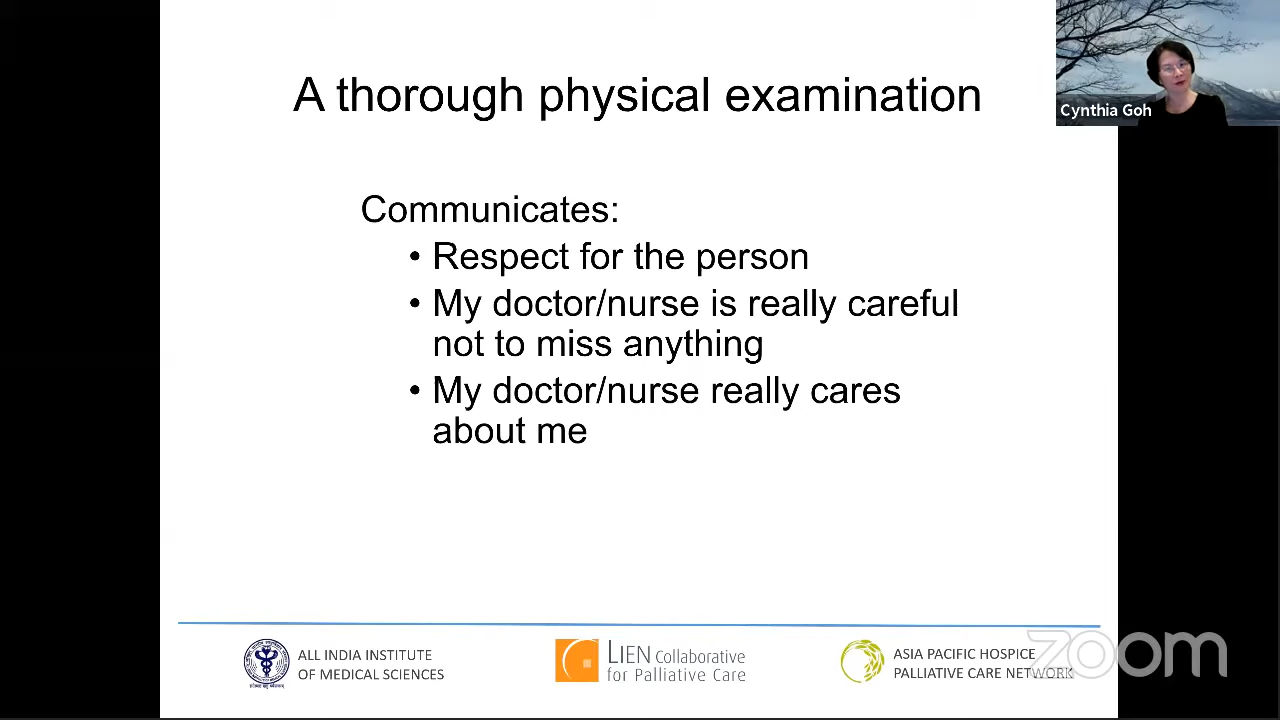 A thorough physical examination
Cynthia Goh
Communicates:
• Respect for the person
• My doctor/nurse is really careful
not to miss anything
• My doctor/nurse really cares
about me
ALL INDIA INSTITUTE
OF MEDICAL SCIENCES
LIEN Collaborative
for Palliative Care
ASIA PACIFIC HOSPICE
PALLIATIVE CARE NETWORK
zoom